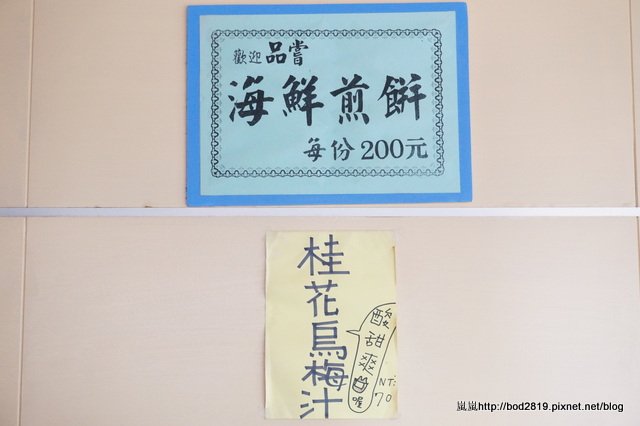 歡迎品嘗
海鮮煎餅
每份200元
桂花烏梅汁
酸甜爽
喔
NT:
70
嵐嵐http://bod2819.pixnet.net/blog